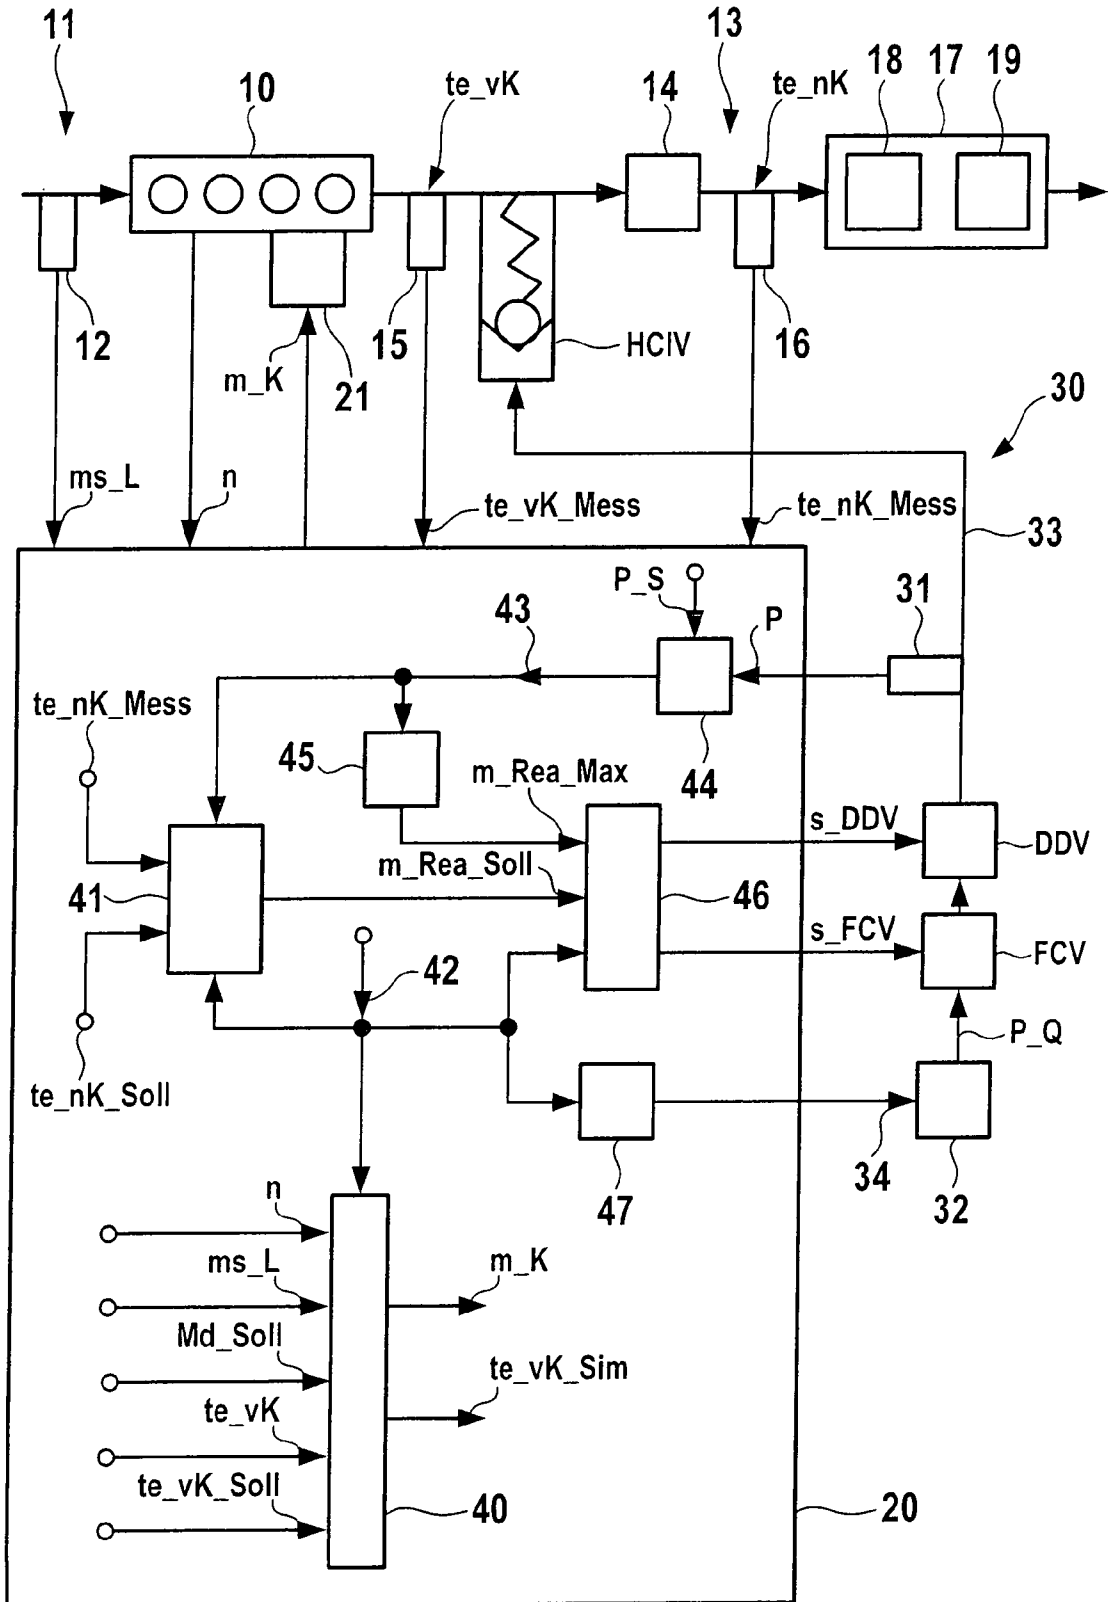 11
13
10
te_vK
14
te_nK
18
17
19
12
15
HCIV
16
m_K
21
30
ms_L
n
te_vK_Mess
te_nK_Mess
33
P_S
31
43
P
te_nK_Mess
45
m_Rea_Max
44
s_DDV
m_Rea_Soll
DDV
41
46
s_FCV
42
FCV
P_Q
te_nK_Soll
34
n
47
32
ms_L
m_K
Md_Soll
te_vK_Sim
te_vK
te_vK_Soll
40
20